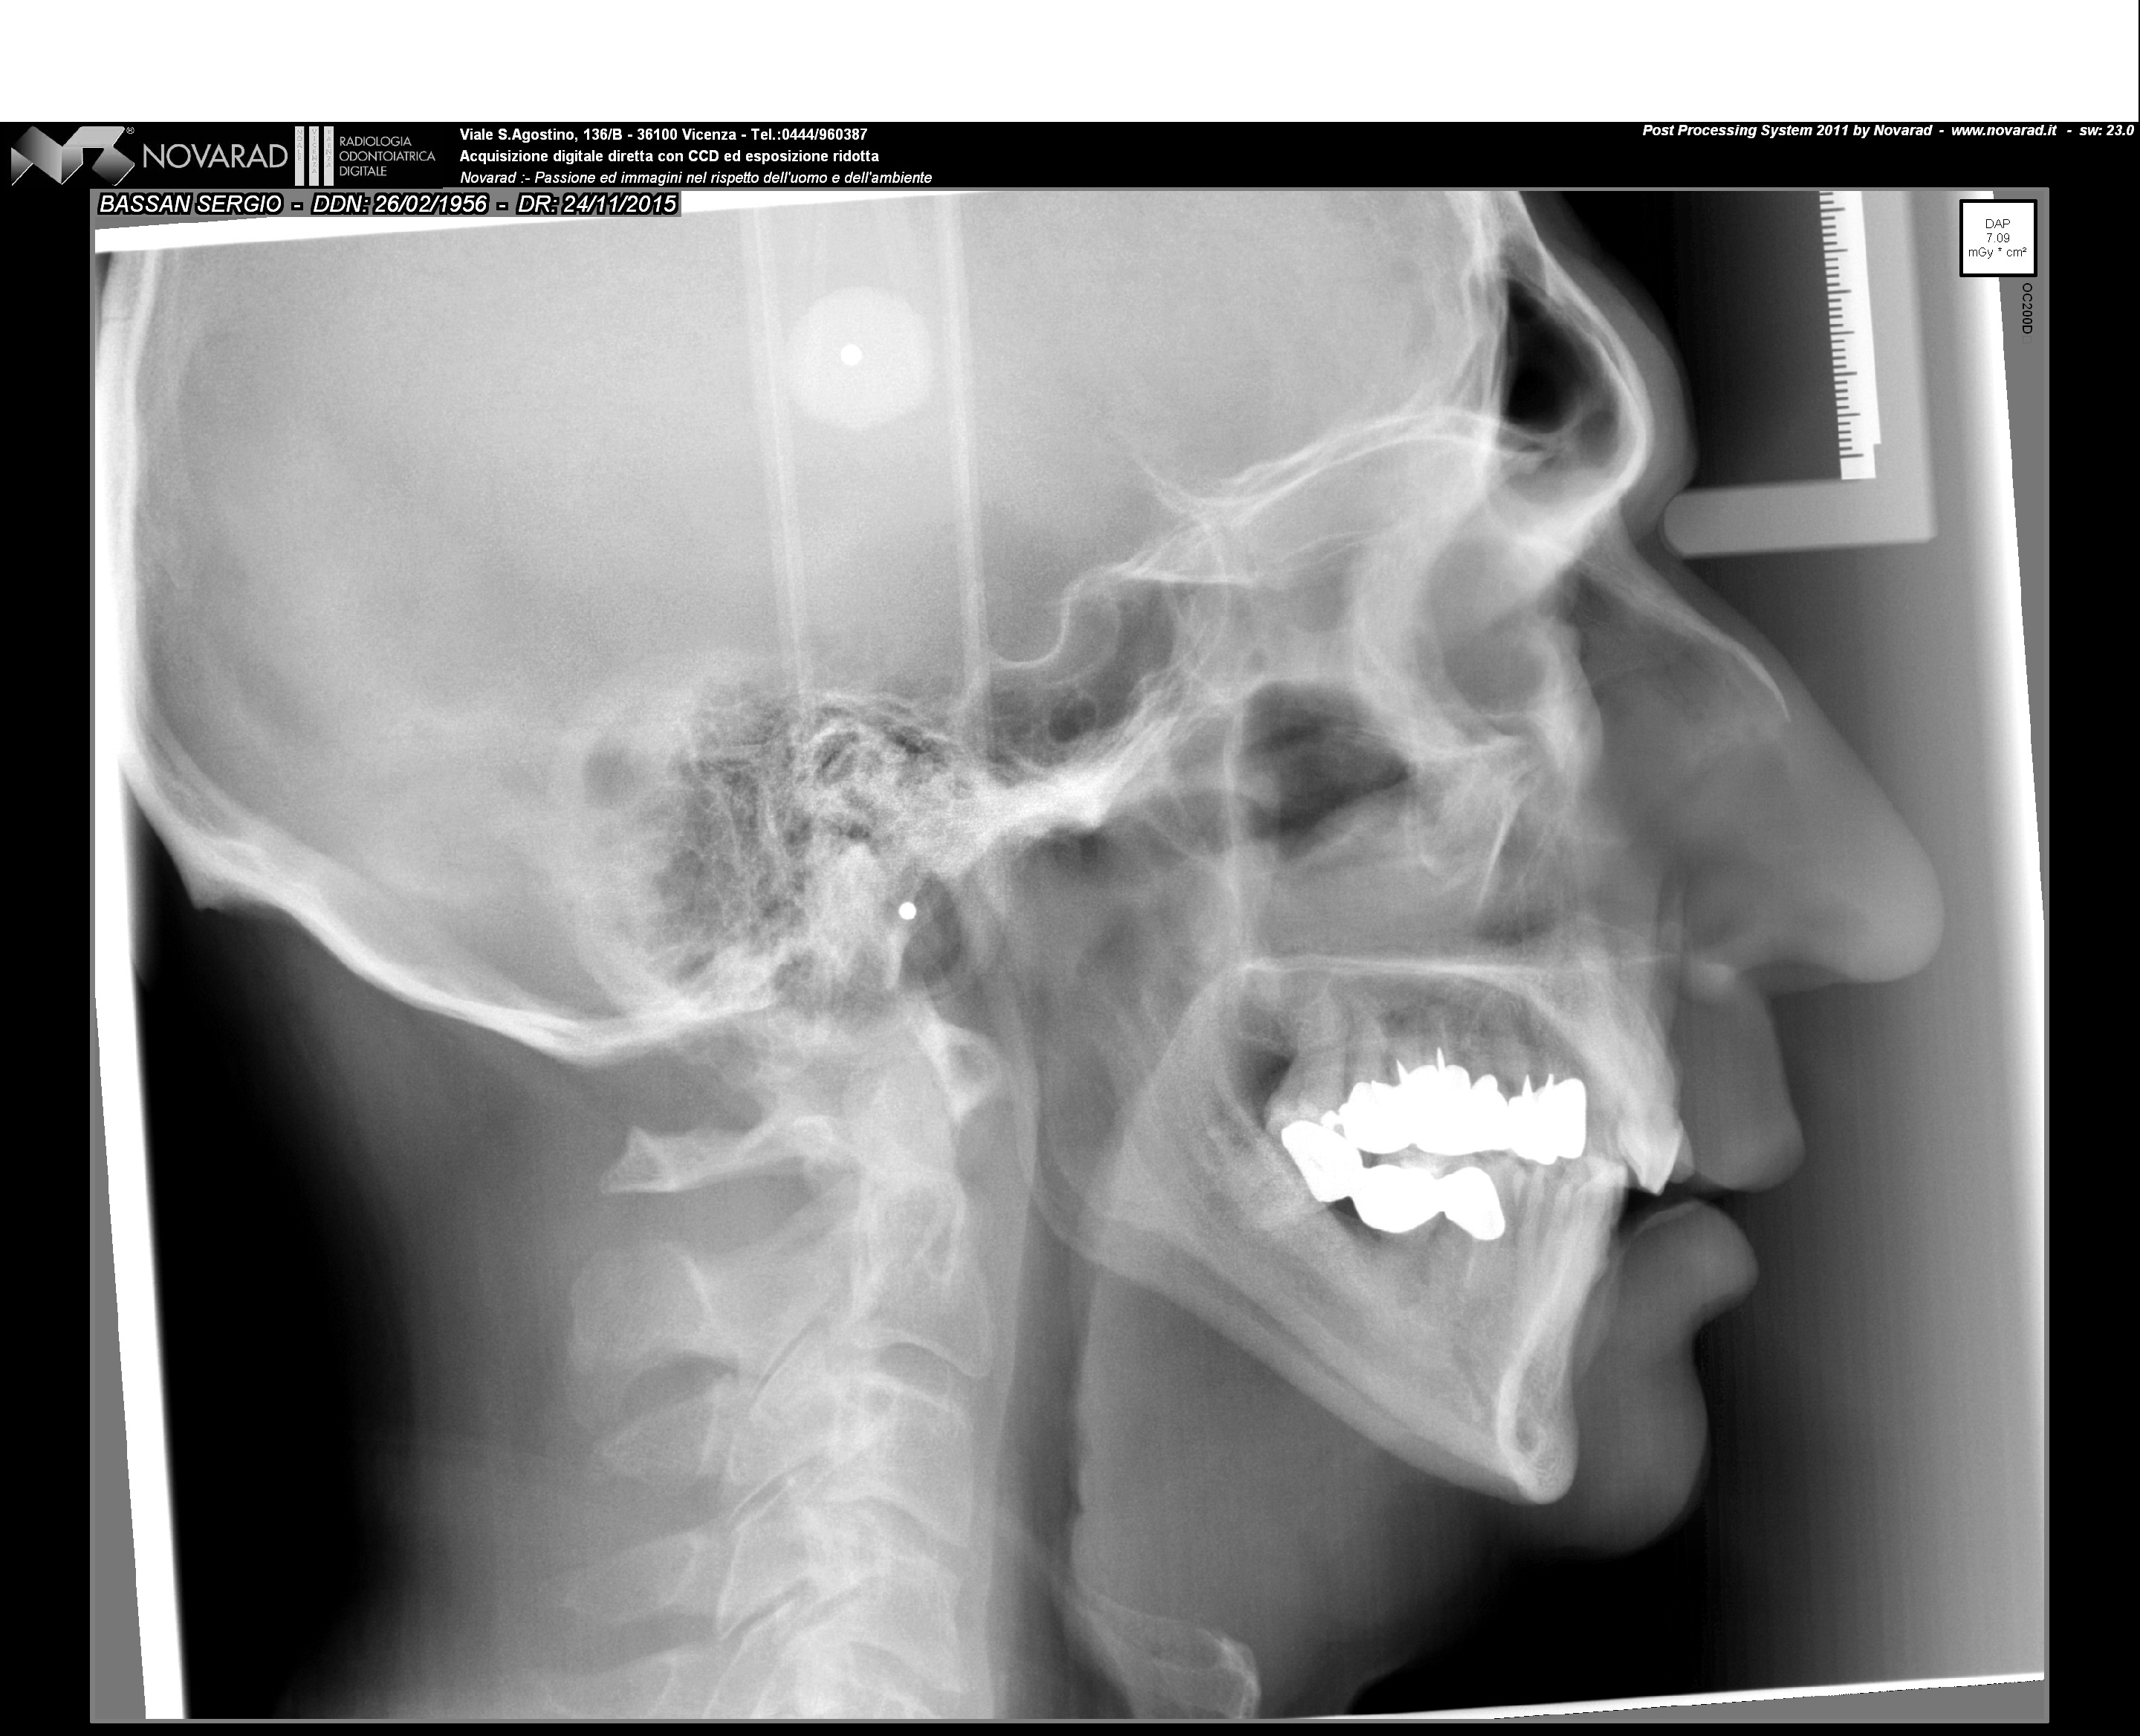 NOVARAD
RADIOLOGIA
ODONTOIATRICA
DIGITALE
Viale S.Agostino, 136/B - 36100 Vicenza - Tel.:0444/960387
Acquisizione digitale diretta con CCD ed esposizione ridotta
Novarad :- Passione ed immagini nel rispetto dell'uomo e dell'ambiente
Post Processing System 2011 by Novarad - www.novarad.it - sw: 23.0
BASSAN SERGIO - DDN: 26/02/1956 - DR: 24/11/2015
DAP
7.09
mGy * cm²
OC200D